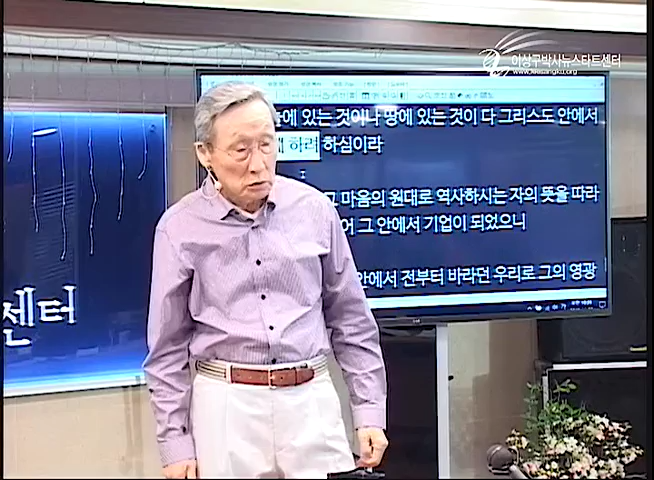 이상구박사뉴스타트센터
www.leesangku.org
에 있는 것이나 땅에 있는 것이 다 그리스도 안에서
하려 하심이라
그 마음의 원대로 역사하시는 자의 뜻을 따라
어 그 안에서 기업이 되었으니
안에서 전부터 바라던 우리로 그의 영광
센터